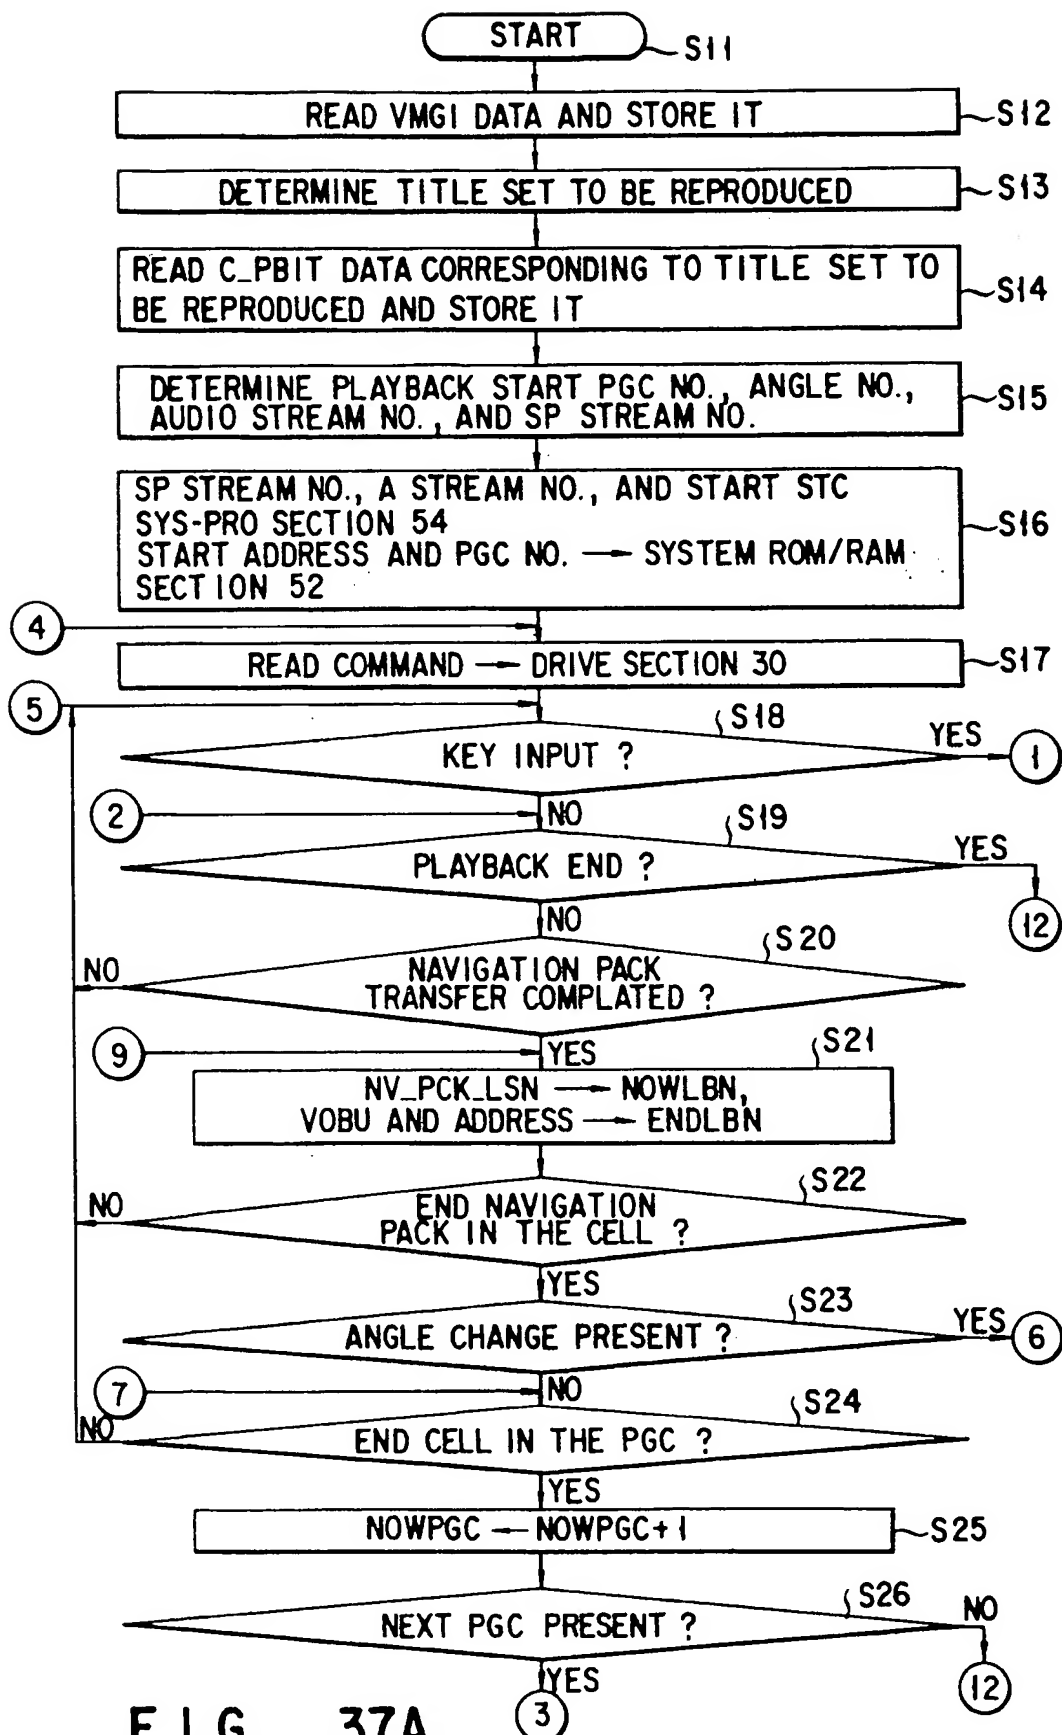 START
S11
READ VMGI DATA AND STORE IT
S12
DETERMINE TITLE SET TO BE REPRODUCED
S13
READ C_PBIT DATA CORRESPONDING TO TITLE SET TO
BE REPRODUCED AND STORE IT
S14
DETERMINE PLAYBACK START PGC NO., ANGLE NO.,
AUDIO STREAM NO., AND SP STREAM NO.
S15
SP STREAM NO., A STREAM NO., AND START STC
SYS-PRO SECTION 54
START ADDRESS AND PGC NO. → SYSTEM ROM/RAM
SECTION 52
S16
4
READ COMMAND → DRIVE SECTION 30
S17
5
S18
KEY INPUT ?
YES
1
2
NO
S19
PLAYBACK END ?
YES
12
NO
S20
NO
NAVIGATION PACK
TRANSFER COMPLATED ?
9
YES
S21
NV_PCK_LSN → NOWLBN,
VOBU AND ADDRESS → ENDLBN
S22
NO
END NAVIGATION
PACK IN THE CELL ?
YES
S23
ANGLE CHANGE PRESENT ?
YES
6
7
NO
S24
NO
END CELL IN THE PGC ?
YES
NOWPGC ← NOWPGC+1
S25
S26
NEXT PGC PRESENT ?
NO
12
YES
3
FIG. 37A